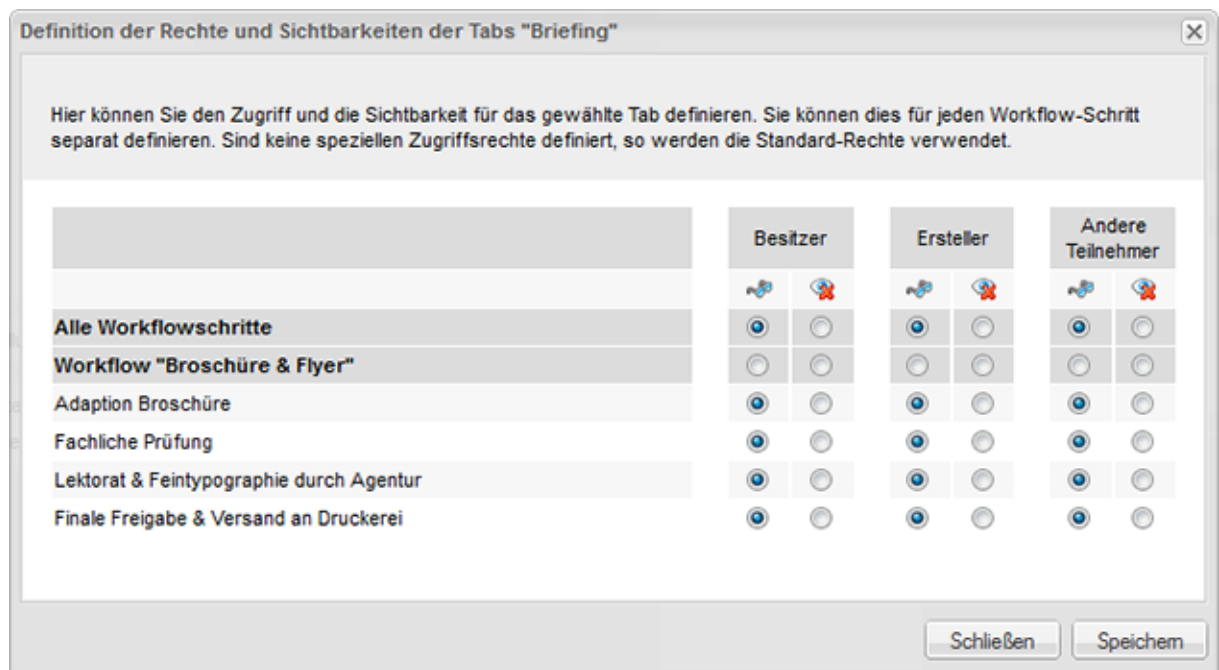 Definition der Rechte und Sichtbarkeiten der Tabs "Briefing"
Hier können Sie den Zugriff und die Sichtbarkeit für das gewählte Tab definieren. Sie können dies für jeden Workflow-Schritt
separat definieren. Sind keine speziellen Zugriffsrechte definiert, so werden die Standard-Rechte verwendet.
Besitzer Ersteller Andere
Teilnehmer
Alle Workflowschritte
Workflow "Broschüre & Flyer"
Adaption Broschüre
Fachliche Prüfung
Lektorat & Feintypographie durch Agentur
Finale Freigabe & Versand an Druckerei
Schließen Speichern